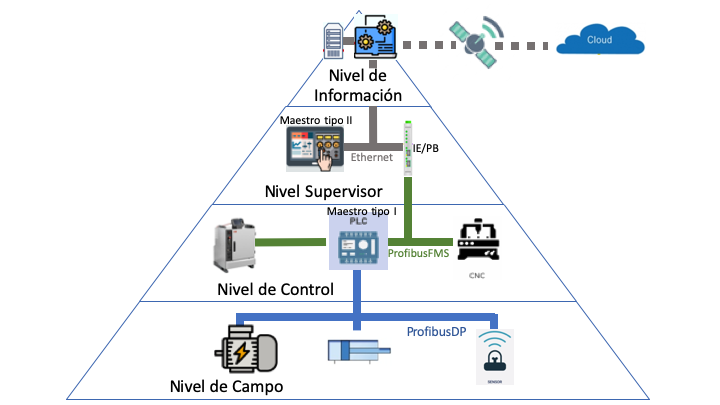 Cloud
Nivel de
Información
Maestro tipo II
Ethernet
IE/PB
Nivel Supervisor
Maestro tipo I
PLC
ProfibusFMS
CNC
Nivel de Control
ProfibusDP
SENSOR
Nivel de Campo